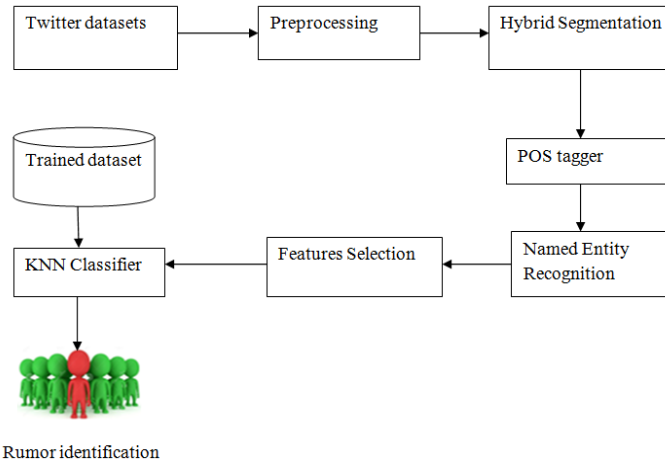 Twitter datasets
Preprocessing
Hybrid Segmentation
POS tagger
Named Entity
Recognition
Features Selection
Trained dataset
KNN Classifier
Rumor identification